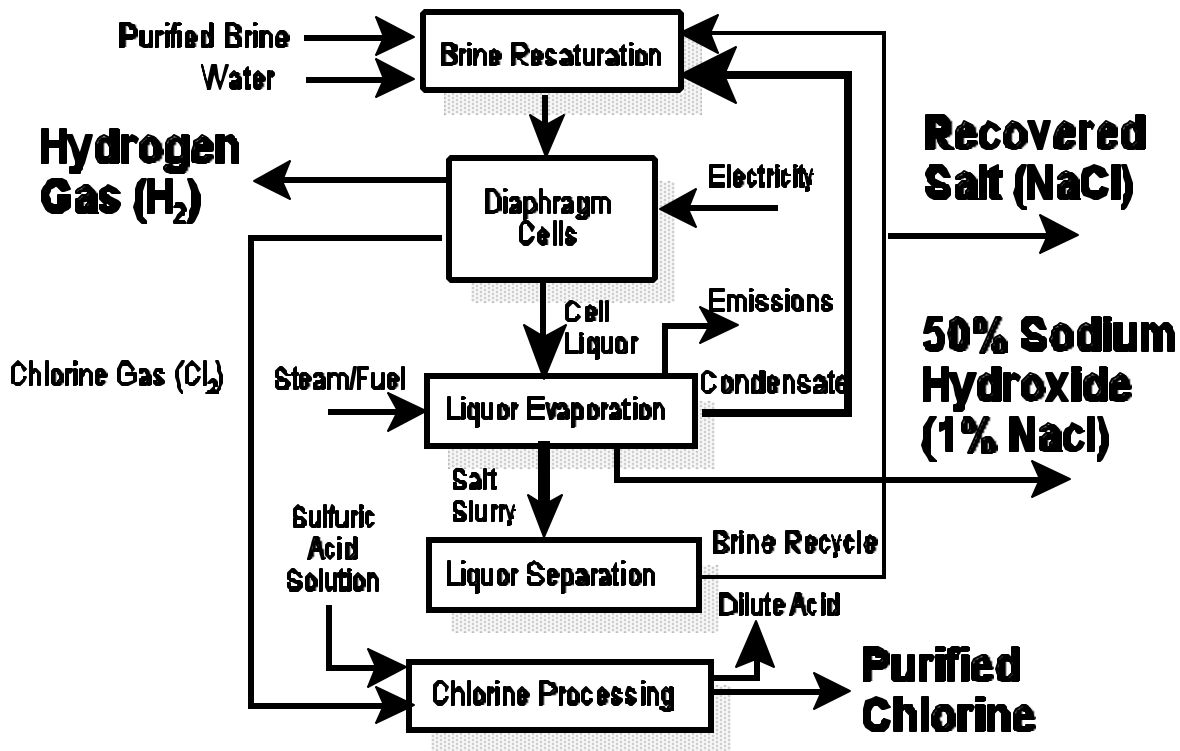 Purified Brine
Water
Brine Resaturation
Hydrogen
Gas (H2)
Diaphragm
Cells
Electricity
Recovered
Salt (NaCl)
Cell
Liquor
Emissions
Chlorine Gas (Cl2)
Steam/Fuel
Liquor Evaporation
Condensate
50% Sodium
Hydroxide
(1% Nacl)
Salt
Slurry
Sulfuric
Acid
Solution
Liquor Separation
Brine Recycle
Dilute Acid
Chlorine Processing
Purified
Chlorine